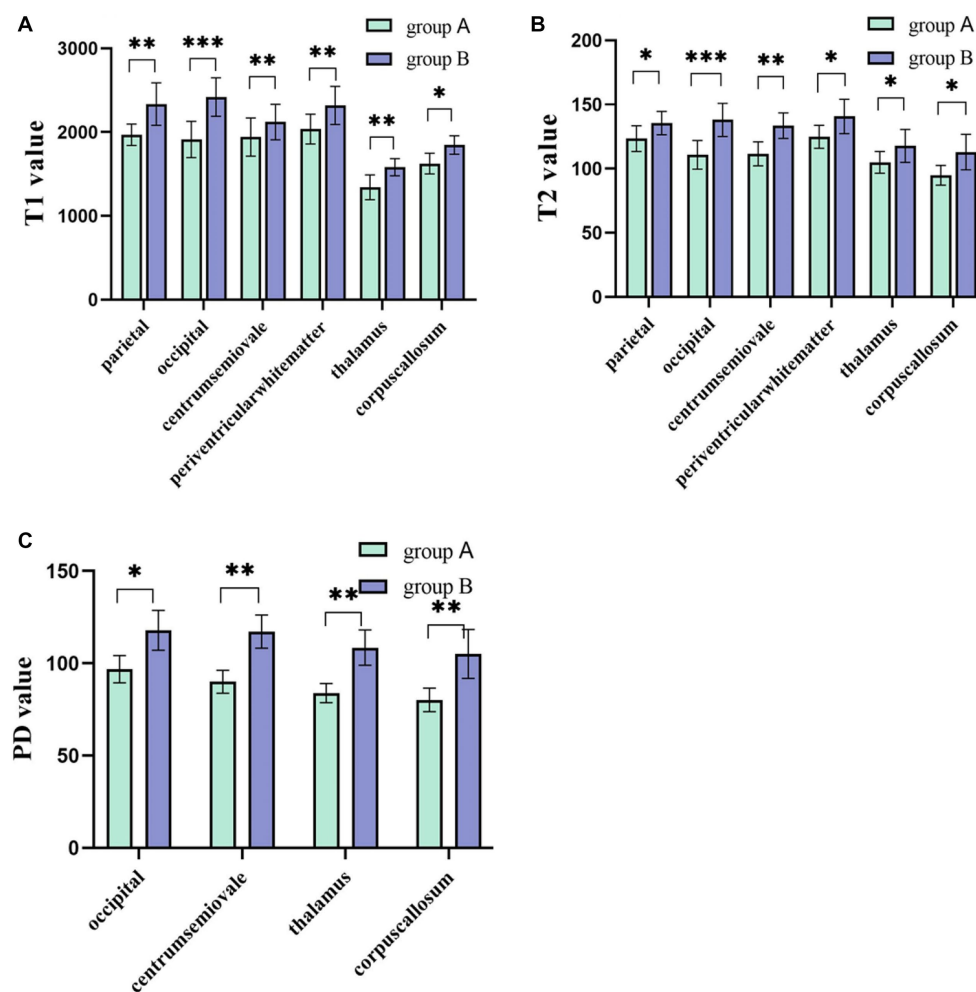 A
group A
group B
T1 value
3000
2000
1000
0
** *** ** ** ** *
parietal
occipital
centrumsemiovale
periventricularwhitematter
thalamus
corpuscallosum
B
group A
group B
T2 value
200
150
100
50
0
* *** ** * * *
parietal
occipital
centrumsemiovale
periventricularwhitematter
thalamus
corpuscallosum
C
group A
group B
PD value
150
100
50
0
* ** ** **
occipital
centrumsemiovale
thalamus
corpuscallosum